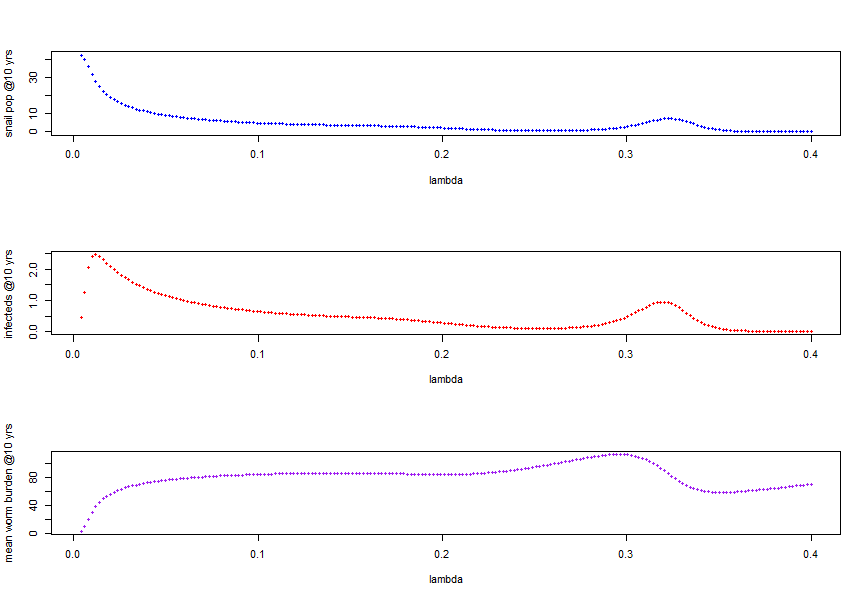 snail pop @10 yrs
30
10
0
0.0 0.1 0.2 0.3 0.4
lambda
infecteds @10 yrs
2.0
1.0
0.0
0.0 0.1 0.2 0.3 0.4
lambda
mean worm burden @10 yrs
80
40
0
0.0 0.1 0.2 0.3 0.4
lambda